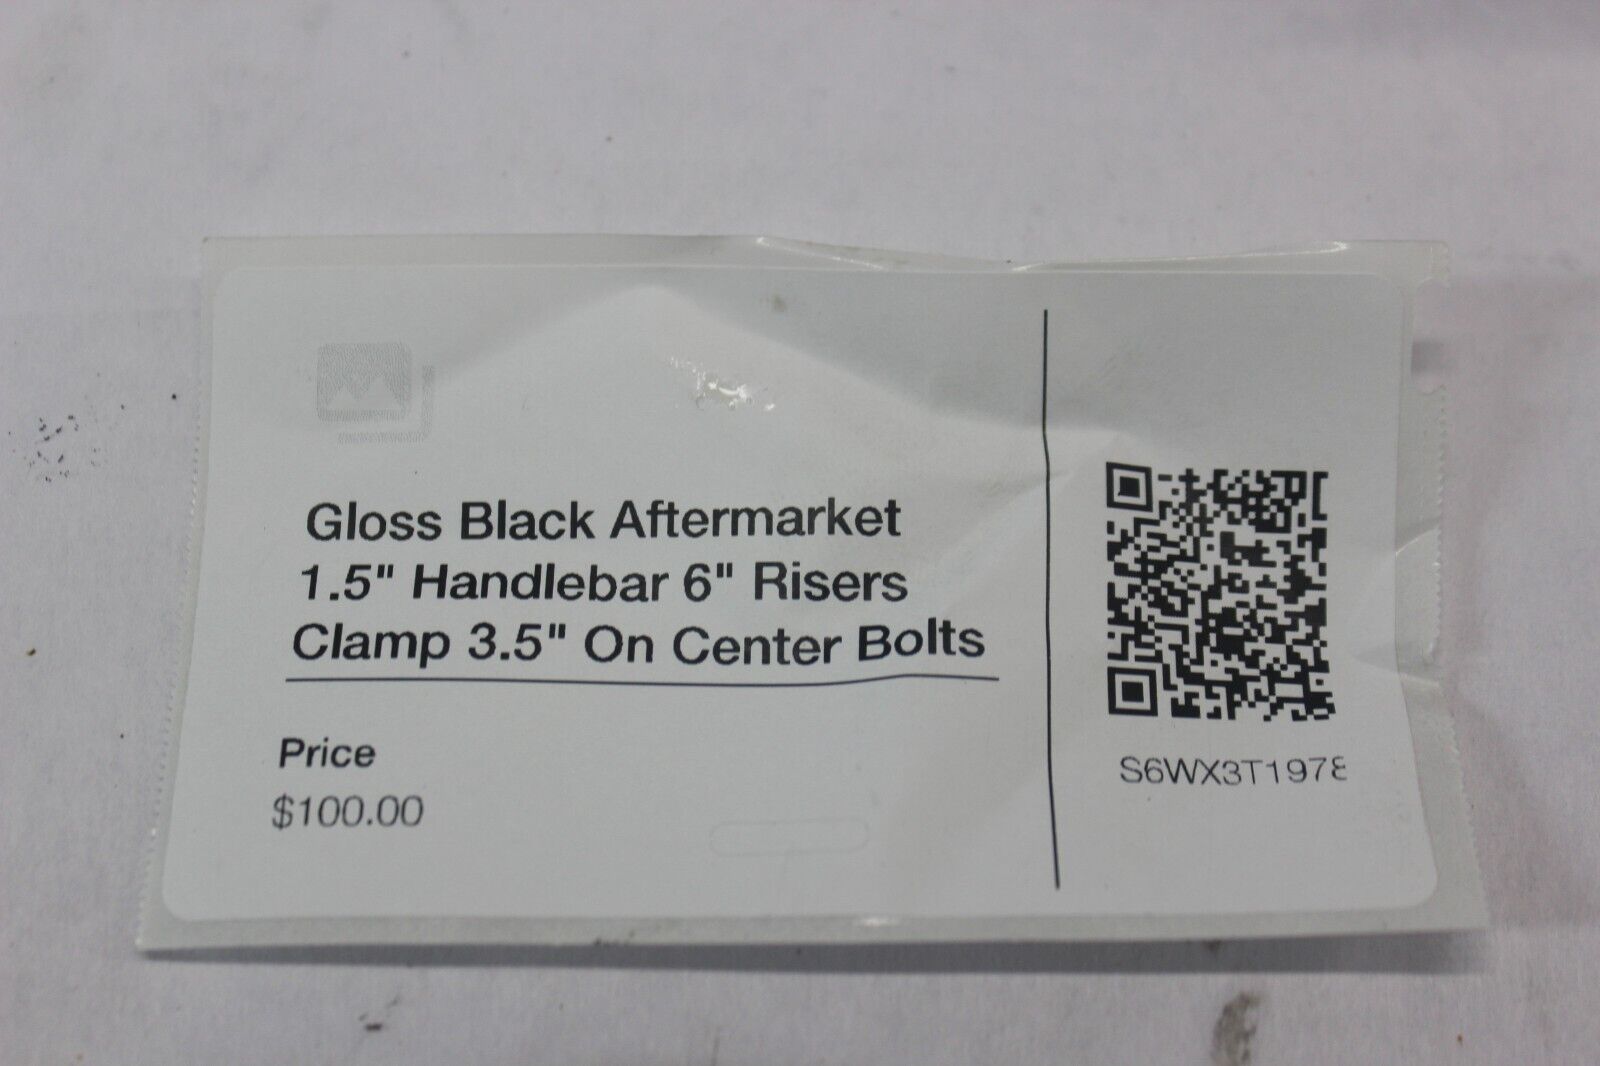 Gloss Black Aftermarket
1.5" Handlebar 6" Risers
Clamp 3.5" On Center Bolts
Price
$100.00
S6WX3T1978